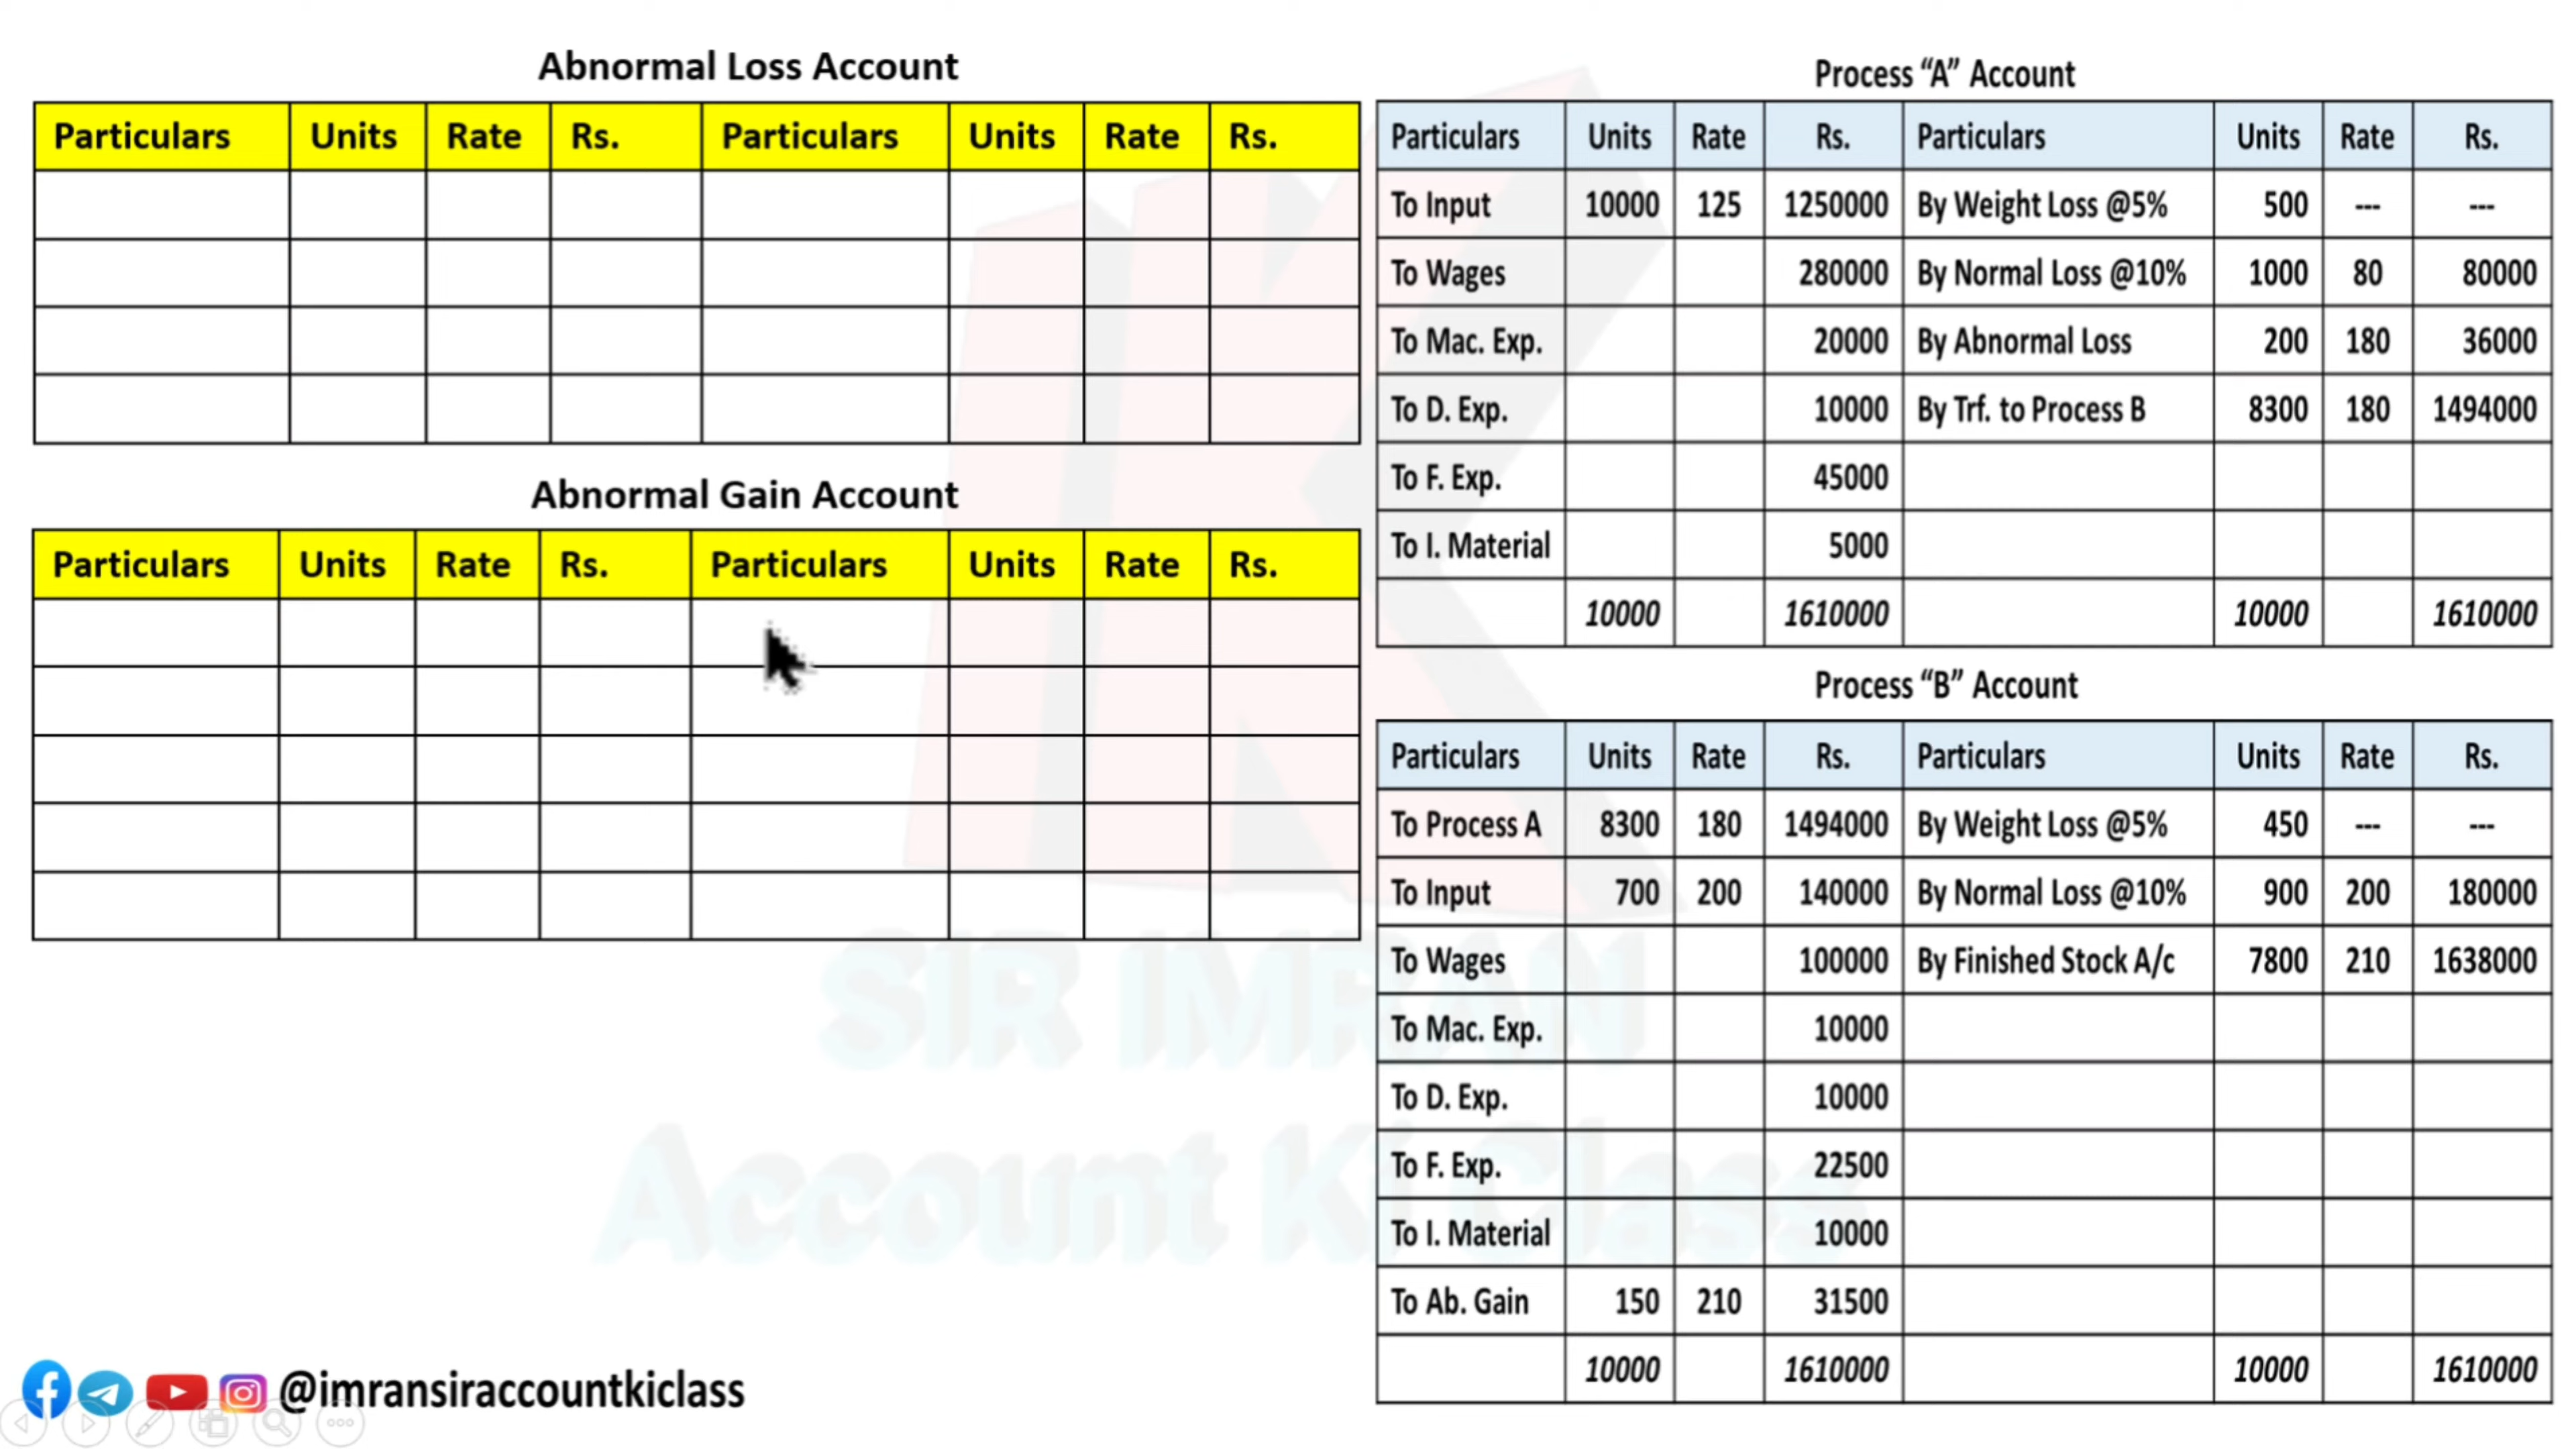 Abnormal Loss Account
Particulars Units Rate Rs. Particulars Units Rate Rs.
Abnormal Gain Account
Particulars Units Rate Rs. Particulars Units Rate Rs.
Process “A” Account
Particulars Units Rate Rs. Particulars Units Rate Rs.
To Input 10000 125 1250000 By Weight Loss @5% 500 --- ---
To Wages 280000 By Normal Loss @10% 1000 80 80000
To Mac. Exp. 20000 By Abnormal Loss 200 180 36000
To D. Exp. 10000 By Trf. to Process B 8300 180 1494000
To F. Exp. 45000
To I. Material 5000
10000 1610000 10000 1610000
Process “B” Account
Particulars Units Rate Rs. Particulars Units Rate Rs.
To Process A 8300 180 1494000 By Weight Loss @5% 450 --- ---
To Input 700 200 140000 By Normal Loss @10% 900 200 180000
To Wages 100000 By Finished Stock A/c 7800 210 1638000
To Mac. Exp. 10000
To D. Exp. 10000
To F. Exp. 22500
To I. Material 10000
To Ab. Gain 150 210 31500
10000 1610000 10000 1610000
SIR IMRAN
Account Ki Class
@imransiraccountkiclass